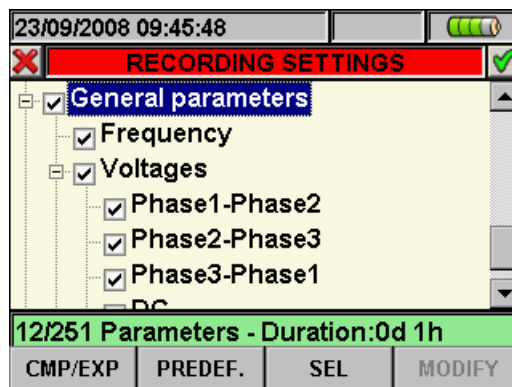 23/09/2008 09:45:48
RECORDING SETTINGS
General parameters
Frequency
Voltages
Phase1-Phase2
Phase2-Phase3
Phase3-Phase1
DC
12/251 Parameters - Duration:0d 1h
CMP/EXP PREDEF. SEL MODIFY